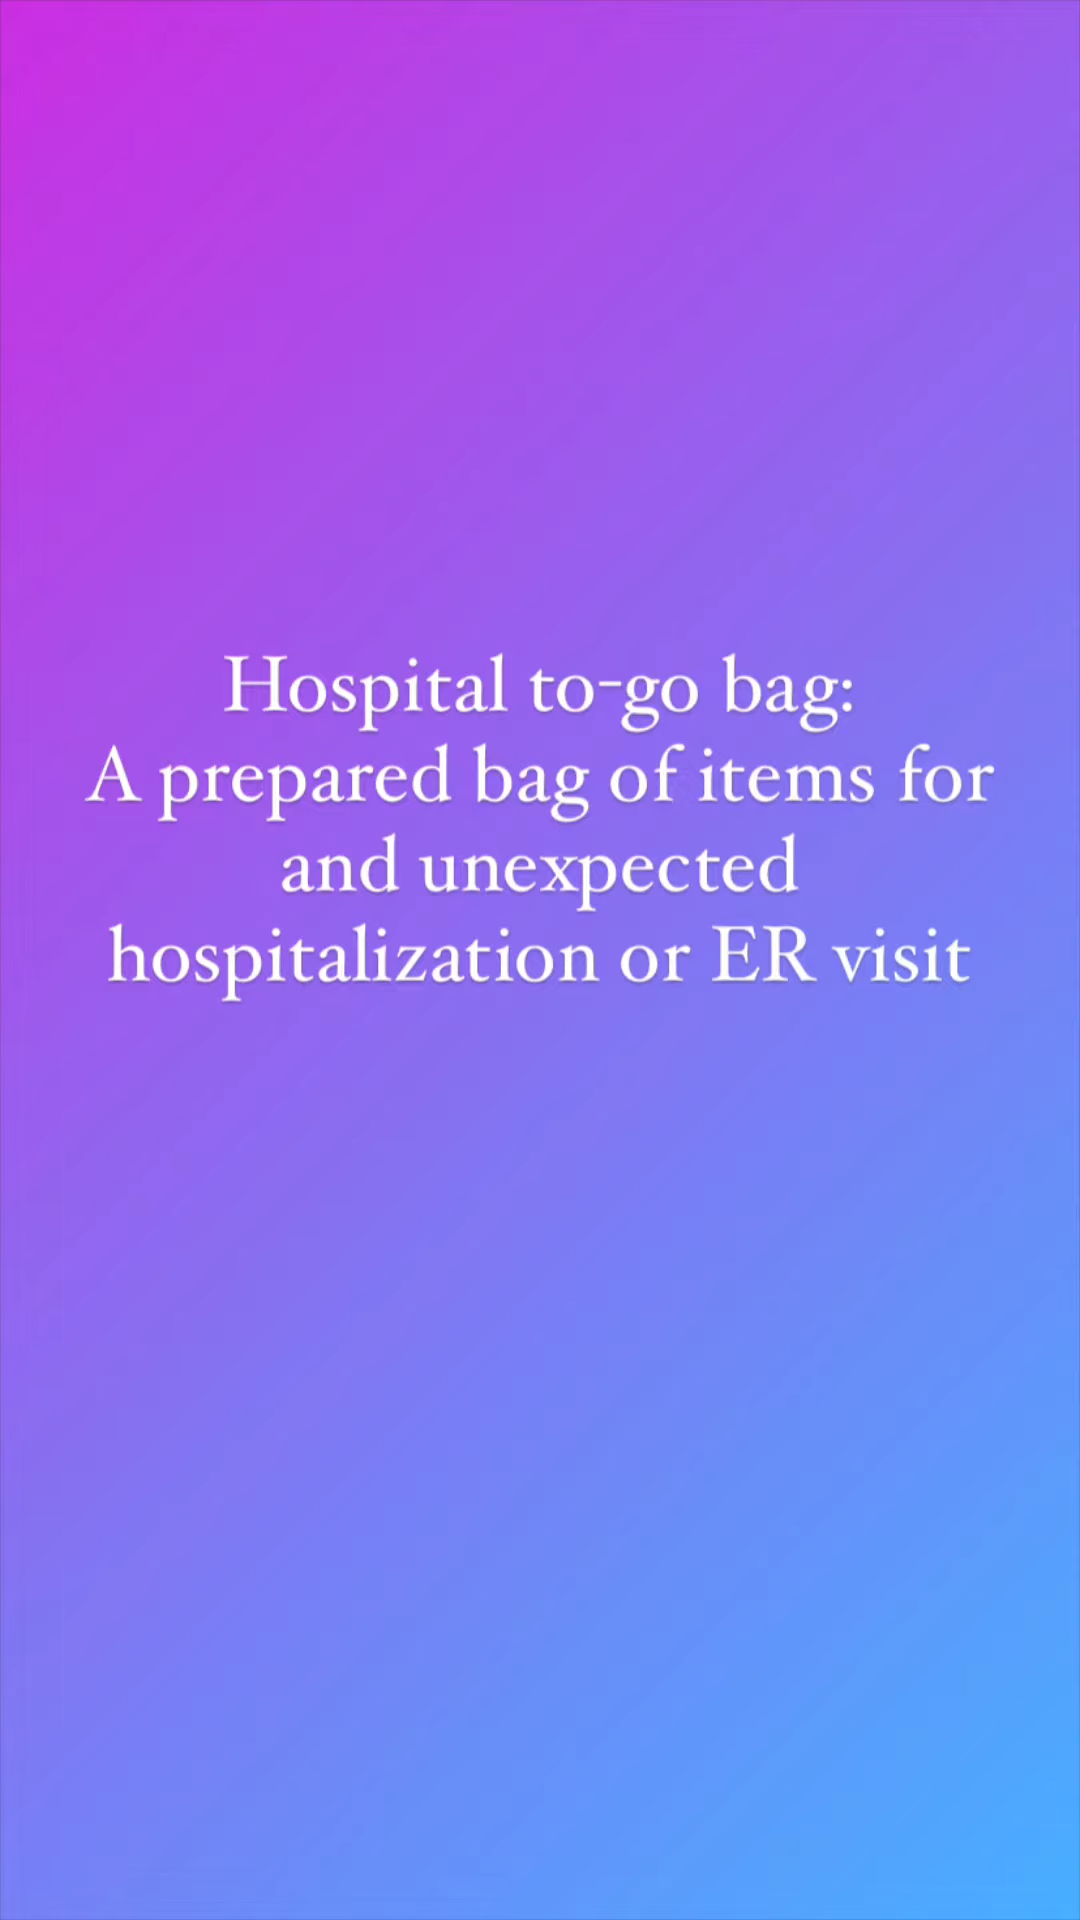 Hospital to-go bag:
A prepared bag of items for
and unexpected
hospitalization or ER visit